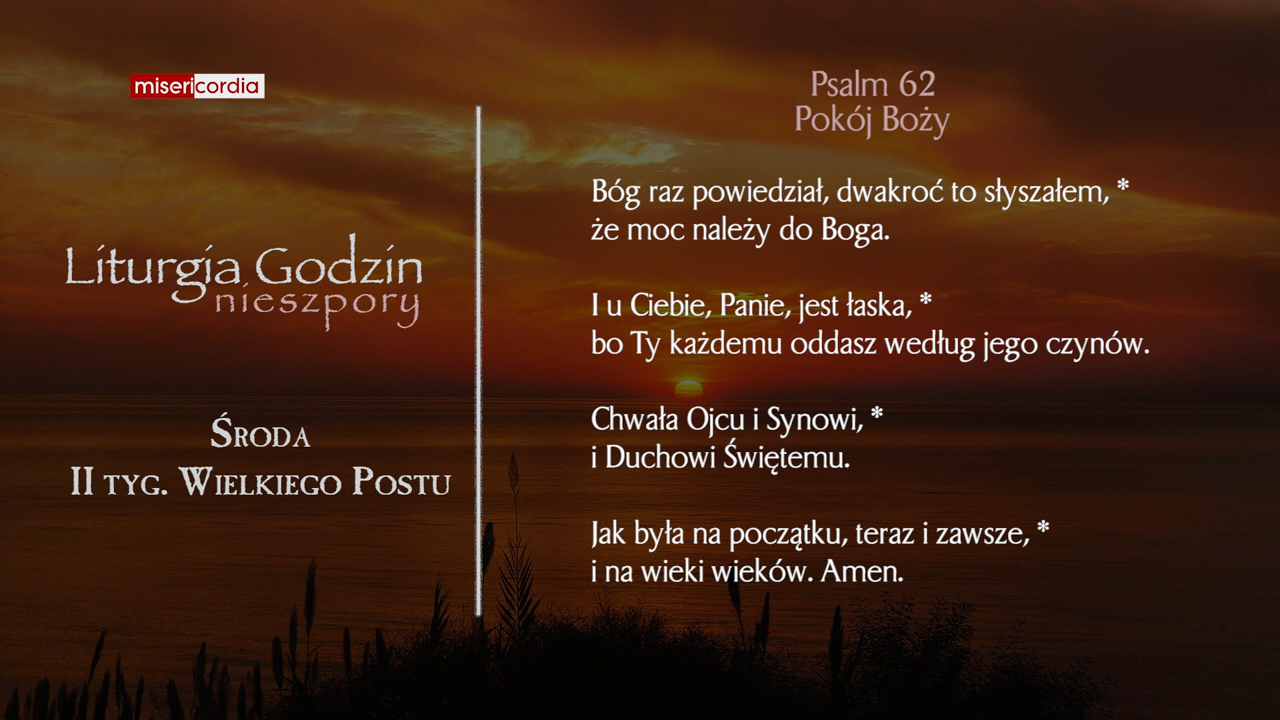 misericordia
Liturgia Godzin
nieszpory
Środa
II tyg. Wielkiego Postu
Psalm 62
Pokój Boży
Bóg raz powiedział, dwakroć to słyszałem, *
że moc należy do Boga.
I u Ciebie, Panie, jest łaska, *
bo Ty każdemu oddasz według jego czynów.
Chwała Ojcu i Synowi, *
i Duchowi Świętemu.
Jak była na początku, teraz i zawsze, *
i na wieki wieków. Amen.